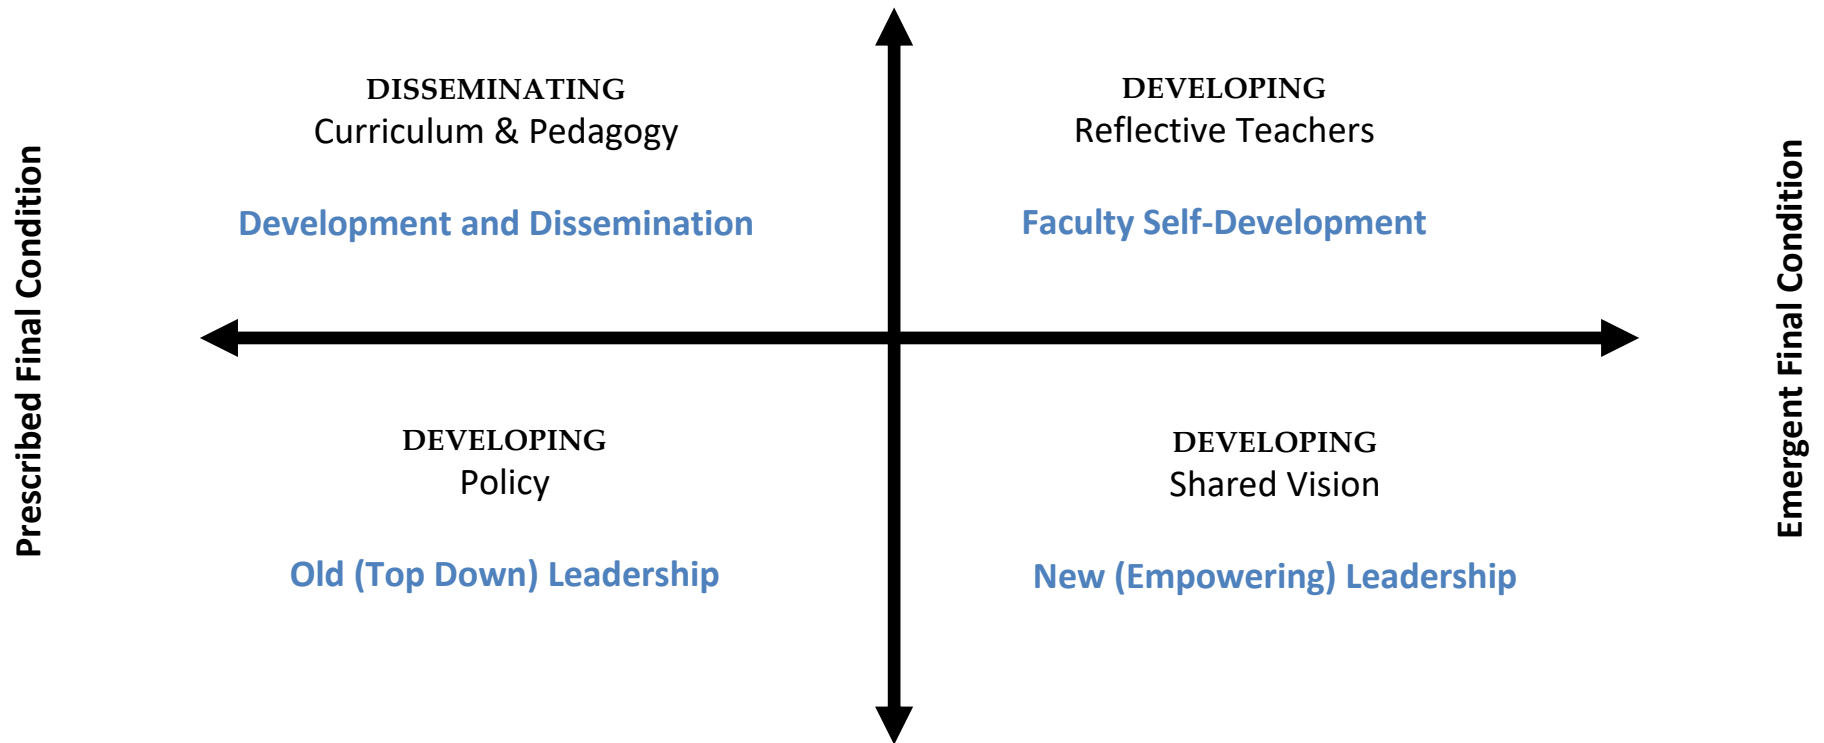 DISSEMINATING
Curriculum & Pedagogy
Development and Dissemination
DEVELOPING
Reflective Teachers
Faculty Self-Development
Prescribed Final Condition
Emergent Final Condition
DEVELOPING
Policy
Old (Top Down) Leadership
DEVELOPING
Shared Vision
New (Empowering) Leadership